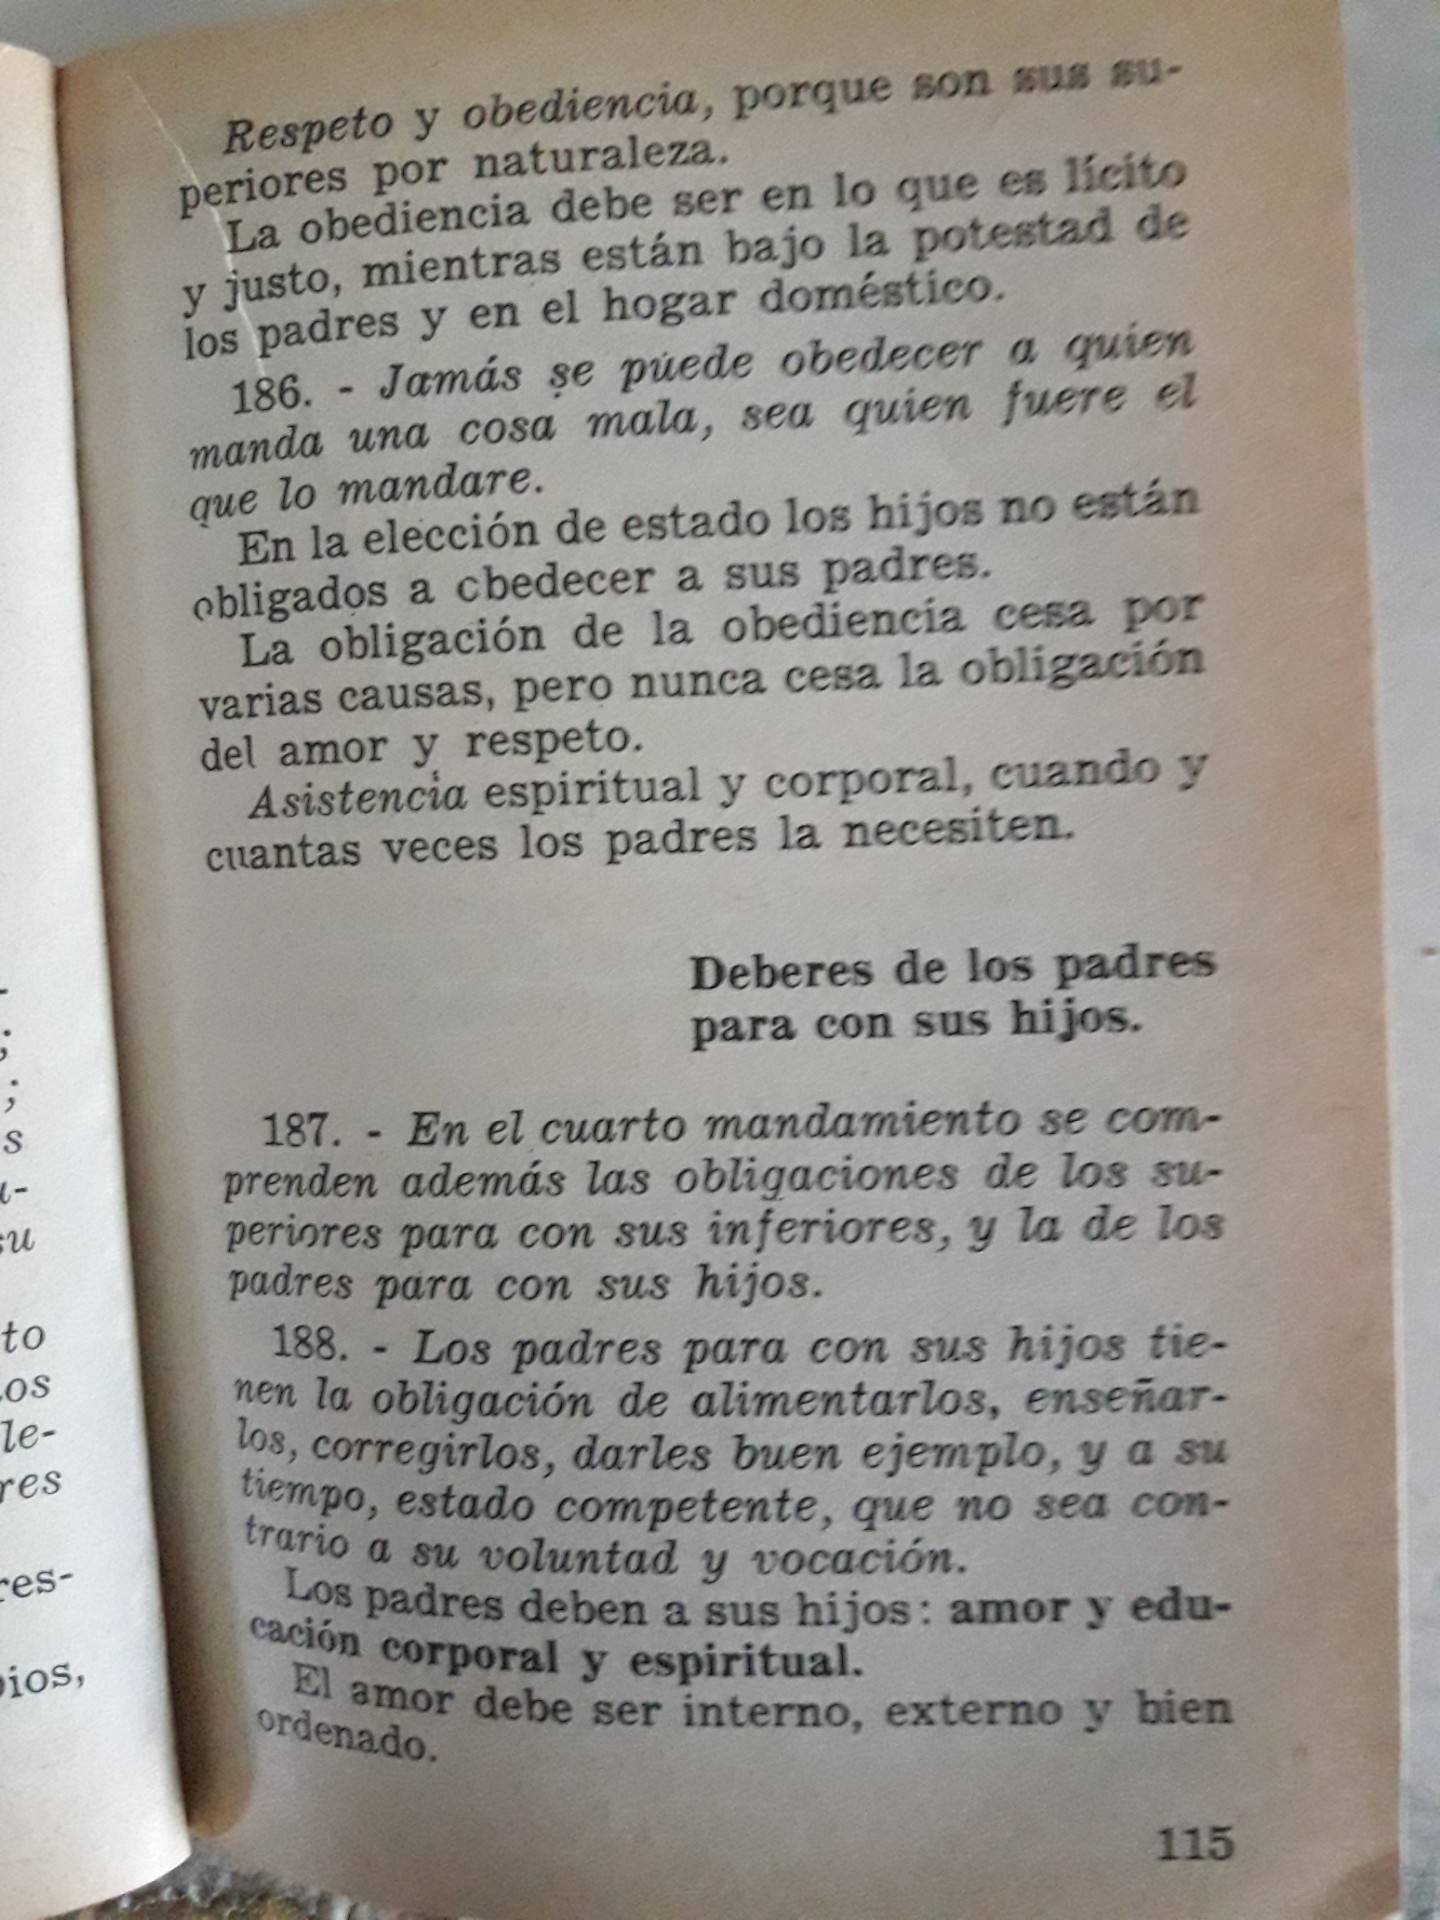 Respeto y obediencia, porque son sus su-
periores por naturaleza.
La obediencia debe ser en lo que es lícito
y justo, mientras están bajo la potestad de
los padres y en el hogar doméstico.
186. - Jamás se puede obedecer a quien
manda una cosa mala, sea quien fuere el
que lo mandare.
En la elección de estado los hijos no están
obligados a cbedecer a sus padres.
La obligación de la obediencia cesa por
varias causas, pero nunca cesa la obligación
del amor y respeto.
Asistencia espiritual y corporal, cuando y
cuantas veces los padres la necesiten.
Deberes de los padres
para con sus hijos.
187. - En el cuarto mandamiento se com-
prenden además las obligaciones de los su-
periores para con sus inferiores, y la de los
padres para con sus hijos.
188. - Los padres para con sus hijos tie-
nen la obligación de alimentarlos, enseñar-
los, corregirlos, darles buen ejemplo, y a su
tiempo, estado competente, que no sea con-
trario a su voluntad y vocación.
Los padres deben a sus hijos: amor y edu-
cación corporal y espiritual.
El amor debe ser interno, externo y bien
ordenado.
115